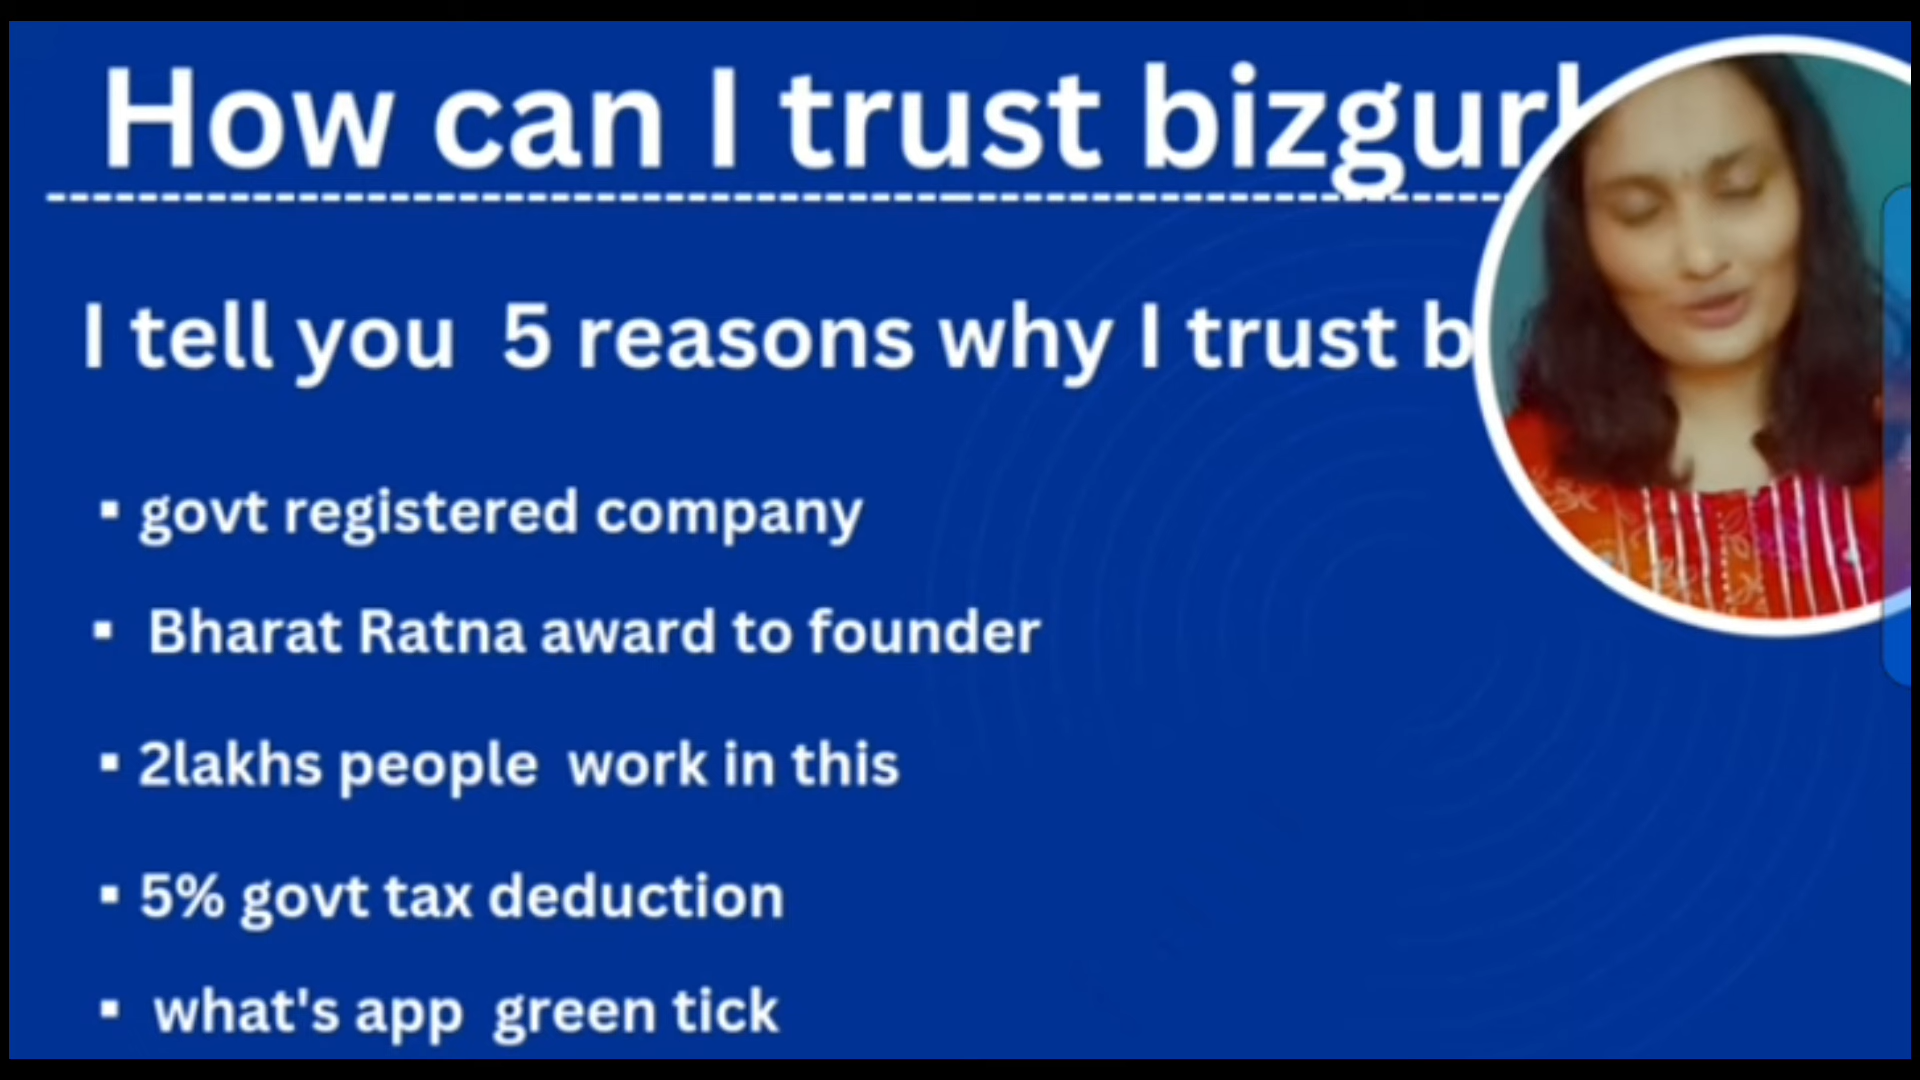 How can I trust
I tell you 5 reasons why I trust
▪ govt registered company
▪ Bharat Ratna award to founder
▪ 2lakhs people work in this
▪ 5% govt tax deduction
▪ what's app green tick